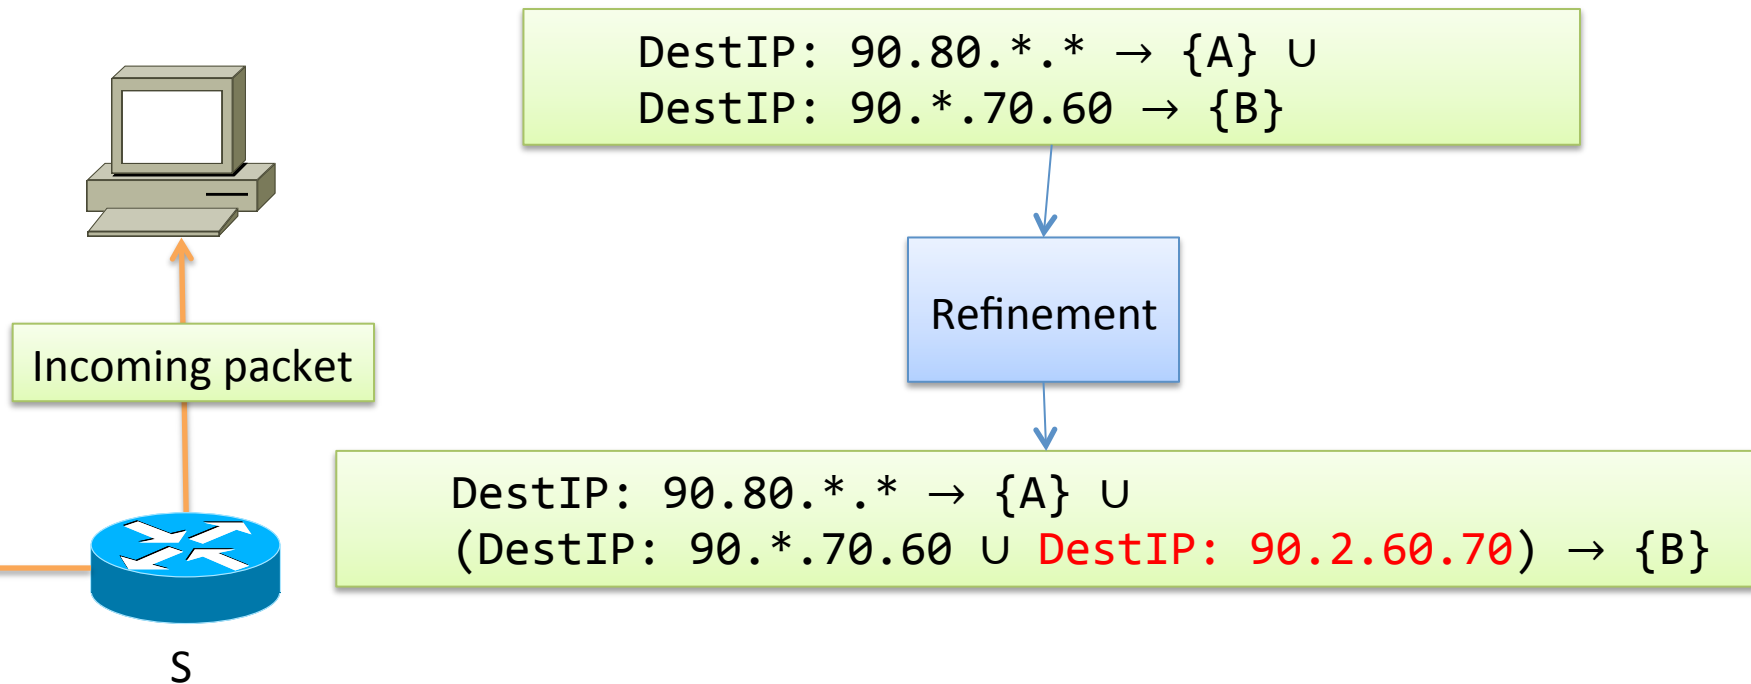 DestIP: 90.80.*.* → {A} ∪
DestIP: 90.*.70.60 → {B}
Refinement
Incoming packet
DestIP: 90.80.*.* → {A} ∪
(DestIP: 90.*.70.60 ∪ DestIP: 90.2.60.70) → {B}
S